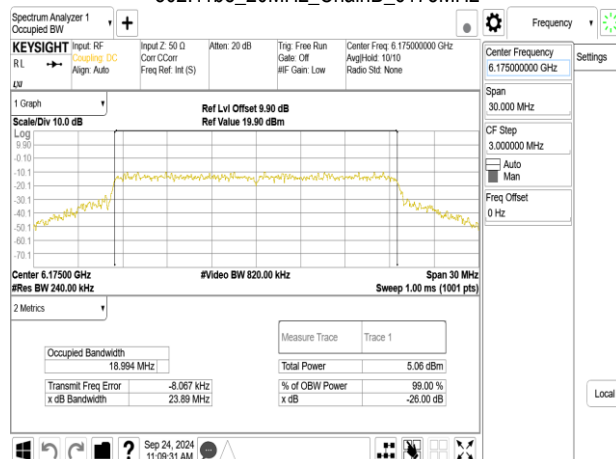 Spectrum Analyzer 1
Occupied BW
Frequency
KEYSIGHT
RL
LXI
Input: RF
Coupling: DC
Align: Auto
Input Z: 50 Ω
Corr CCorr
Freq Ref: Int (S)
Atten: 20 dB
Trig: Free Run
Gate: Off
#IF Gain: Low
Center Freq: 6.175000000 GHz
Avg|Hold: 10/10
Radio Std: None
Center Frequency
6.175000000 GHz
Settings
Span
30.000 MHz
CF Step
3.000000 MHz
Auto
Man
Freq Offset
0 Hz
1 Graph
Scale/Div 10.0 dB
Ref Lvl Offset 9.90 dB
Ref Value 19.90 dBm
Log
9.90
-0.10
-10.1
-20.1
-30.1
-40.1
-50.1
-60.1
-70.1
Center 6.17500 GHz
#Res BW 240.00 kHz
#Video BW 820.00 kHz
Span 30 MHz
Sweep 1.00 ms (1001 pts)
2 Metrics
Measure Trace Trace 1
Occupied Bandwidth
18.994 MHz
Total Power 5.06 dBm
Transmit Freq Error -8.067 kHz
% of OBW Power 99.00 %
x dB Bandwidth 23.89 MHz
x dB -26.00 dB
Local
?
Sep 24, 2024
11:09:31 AM